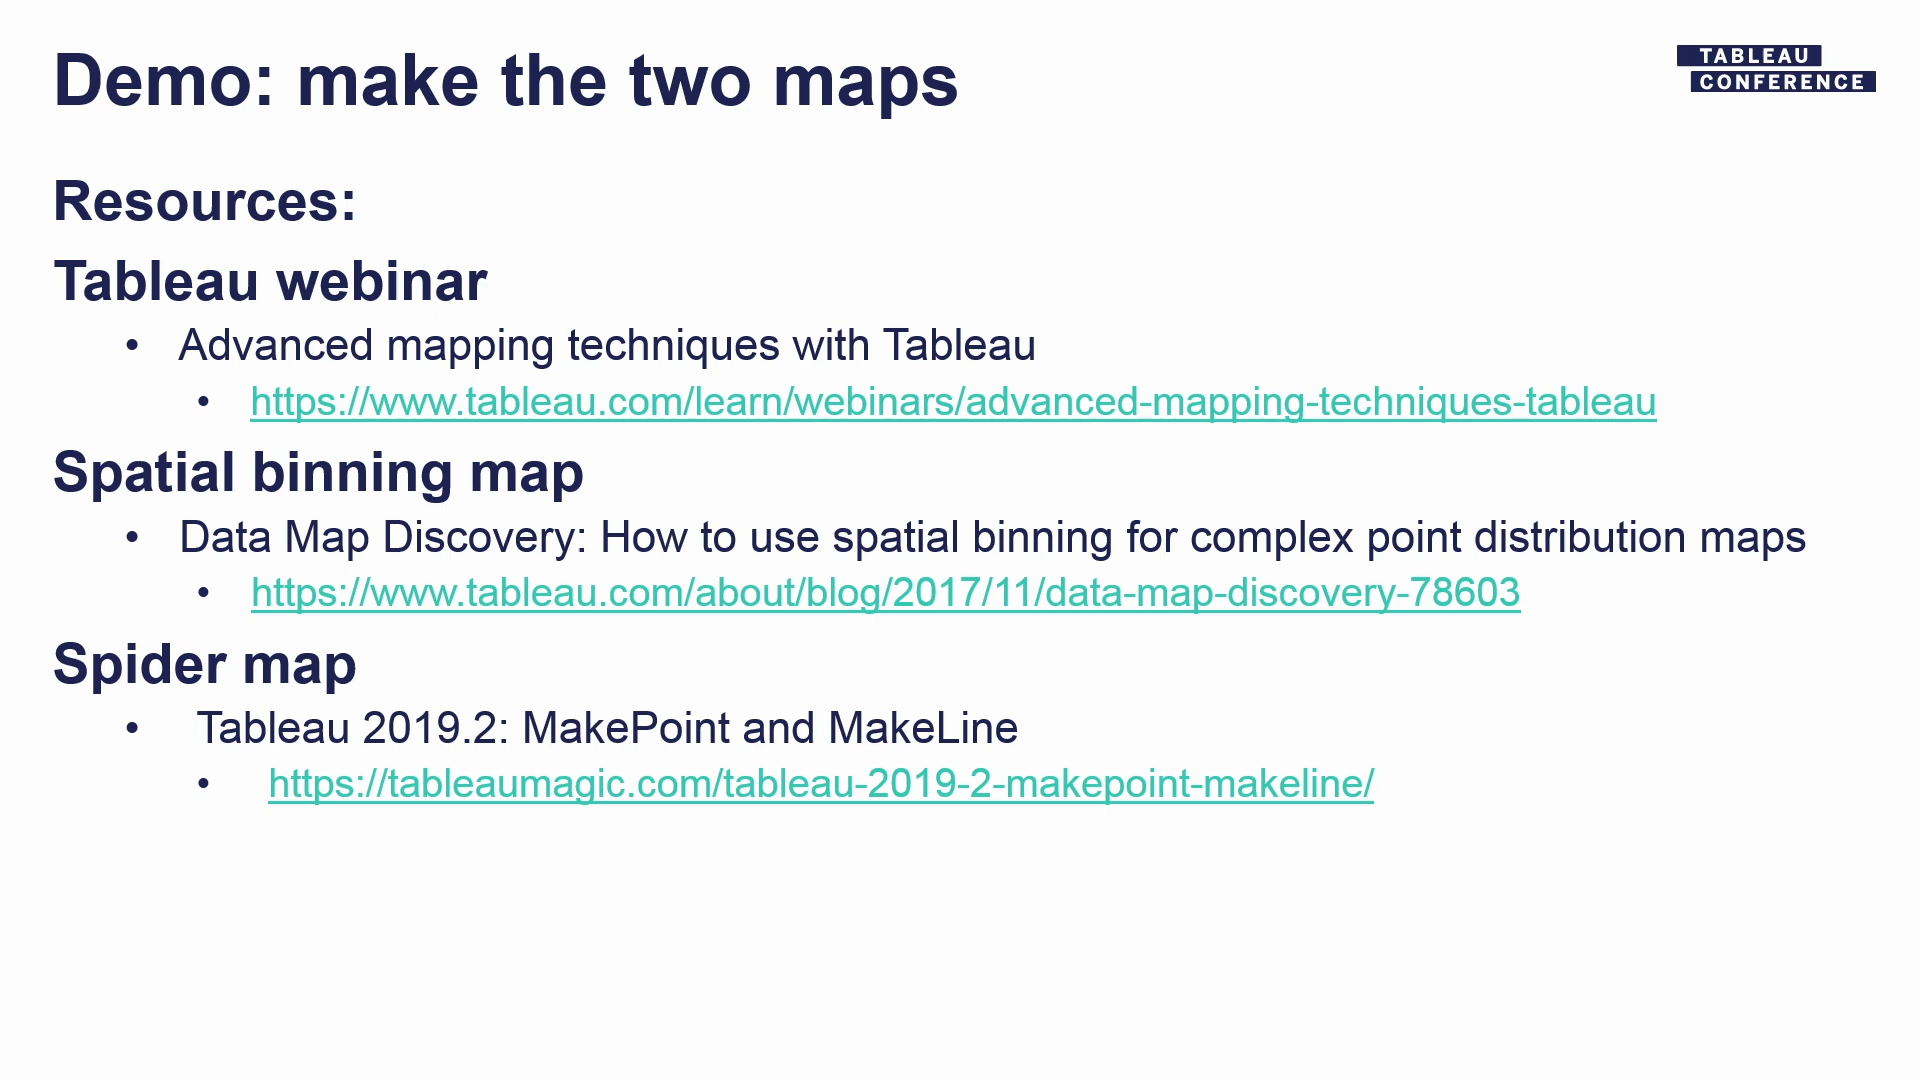 Demo: make the two maps
TABLEAU
CONFERENCE
Resources:
Tableau webinar
• Advanced mapping techniques with Tableau
• https://www.tableau.com/learn/webinars/advanced-mapping-techniques-tableau
Spatial binning map
• Data Map Discovery: How to use spatial binning for complex point distribution maps
• https://www.tableau.com/about/blog/2017/11/data-map-discovery-78603
Spider map
• Tableau 2019.2: MakePoint and MakeLine
• https://tableaumagic.com/tableau-2019-2-makepoint-makeline/